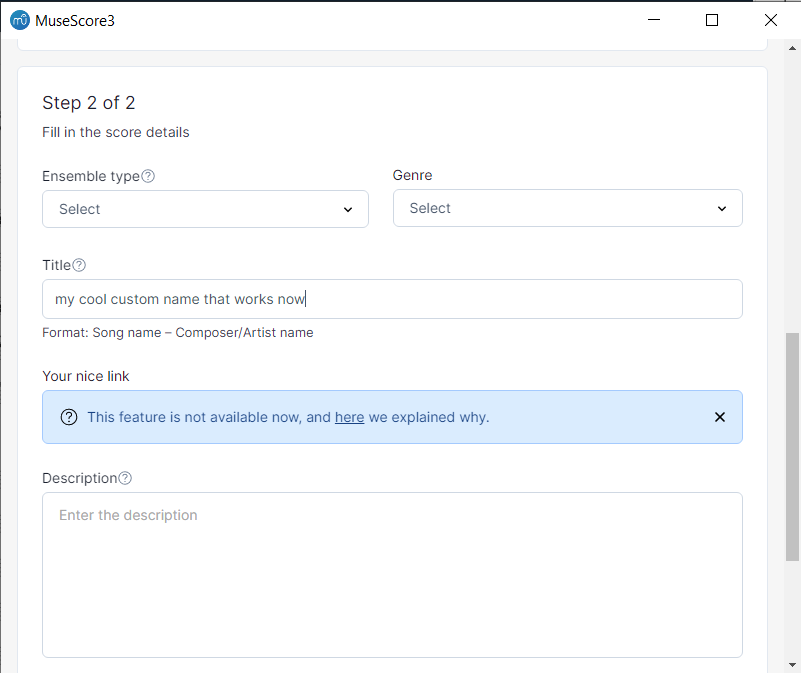 MuseScore3
Step 2 of 2
Fill in the score details
Ensemble type
Genre
Select
Select
Title
my cool custom name that works now
Format: Song name – Composer/Artist name
Your nice link
This feature is not available now, and here we explained why.
Description
Enter the description